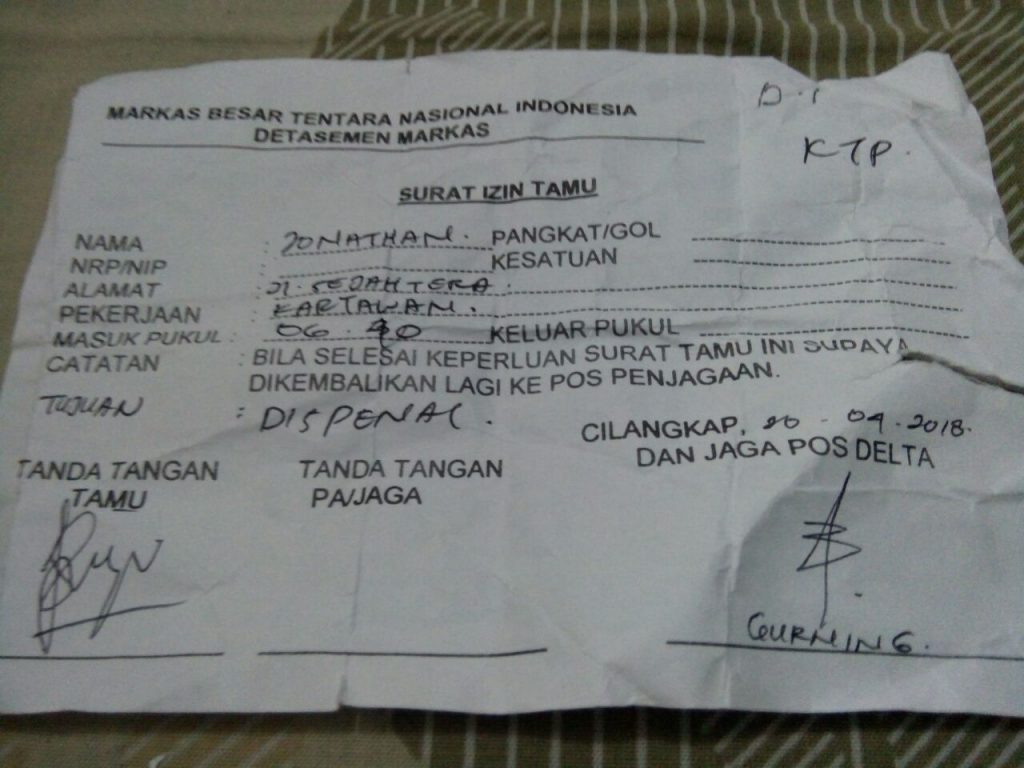 MARKAS BESAR TENTARA NASIONAL INDONESIA
DETASEMEN MARKAS
D.1
KTP.
SURAT IZIN TAMU
NAMA : JONATHAN. PANGKAT/GOL
NRP/NIP : KESATUAN
ALAMAT : JL. SEJAHTERA.
PEKERJAAN : KARTAWAN.
MASUK PUKUL : 06.40 KELUAR PUKUL
CATATAN : BILA SELESAI KEPERLUAN SURAT TAMU INI SUPAYA
DIKEMBALIKAN LAGI KE POS PENJAGAAN.
TUJUAN : DISPENAL.
CILANGKAP, 20 - 04 - 2018.
DAN JAGA POS DELTA
TANDA TANGAN TAMU
TANDA TANGAN PA/JAGA
GURNING.